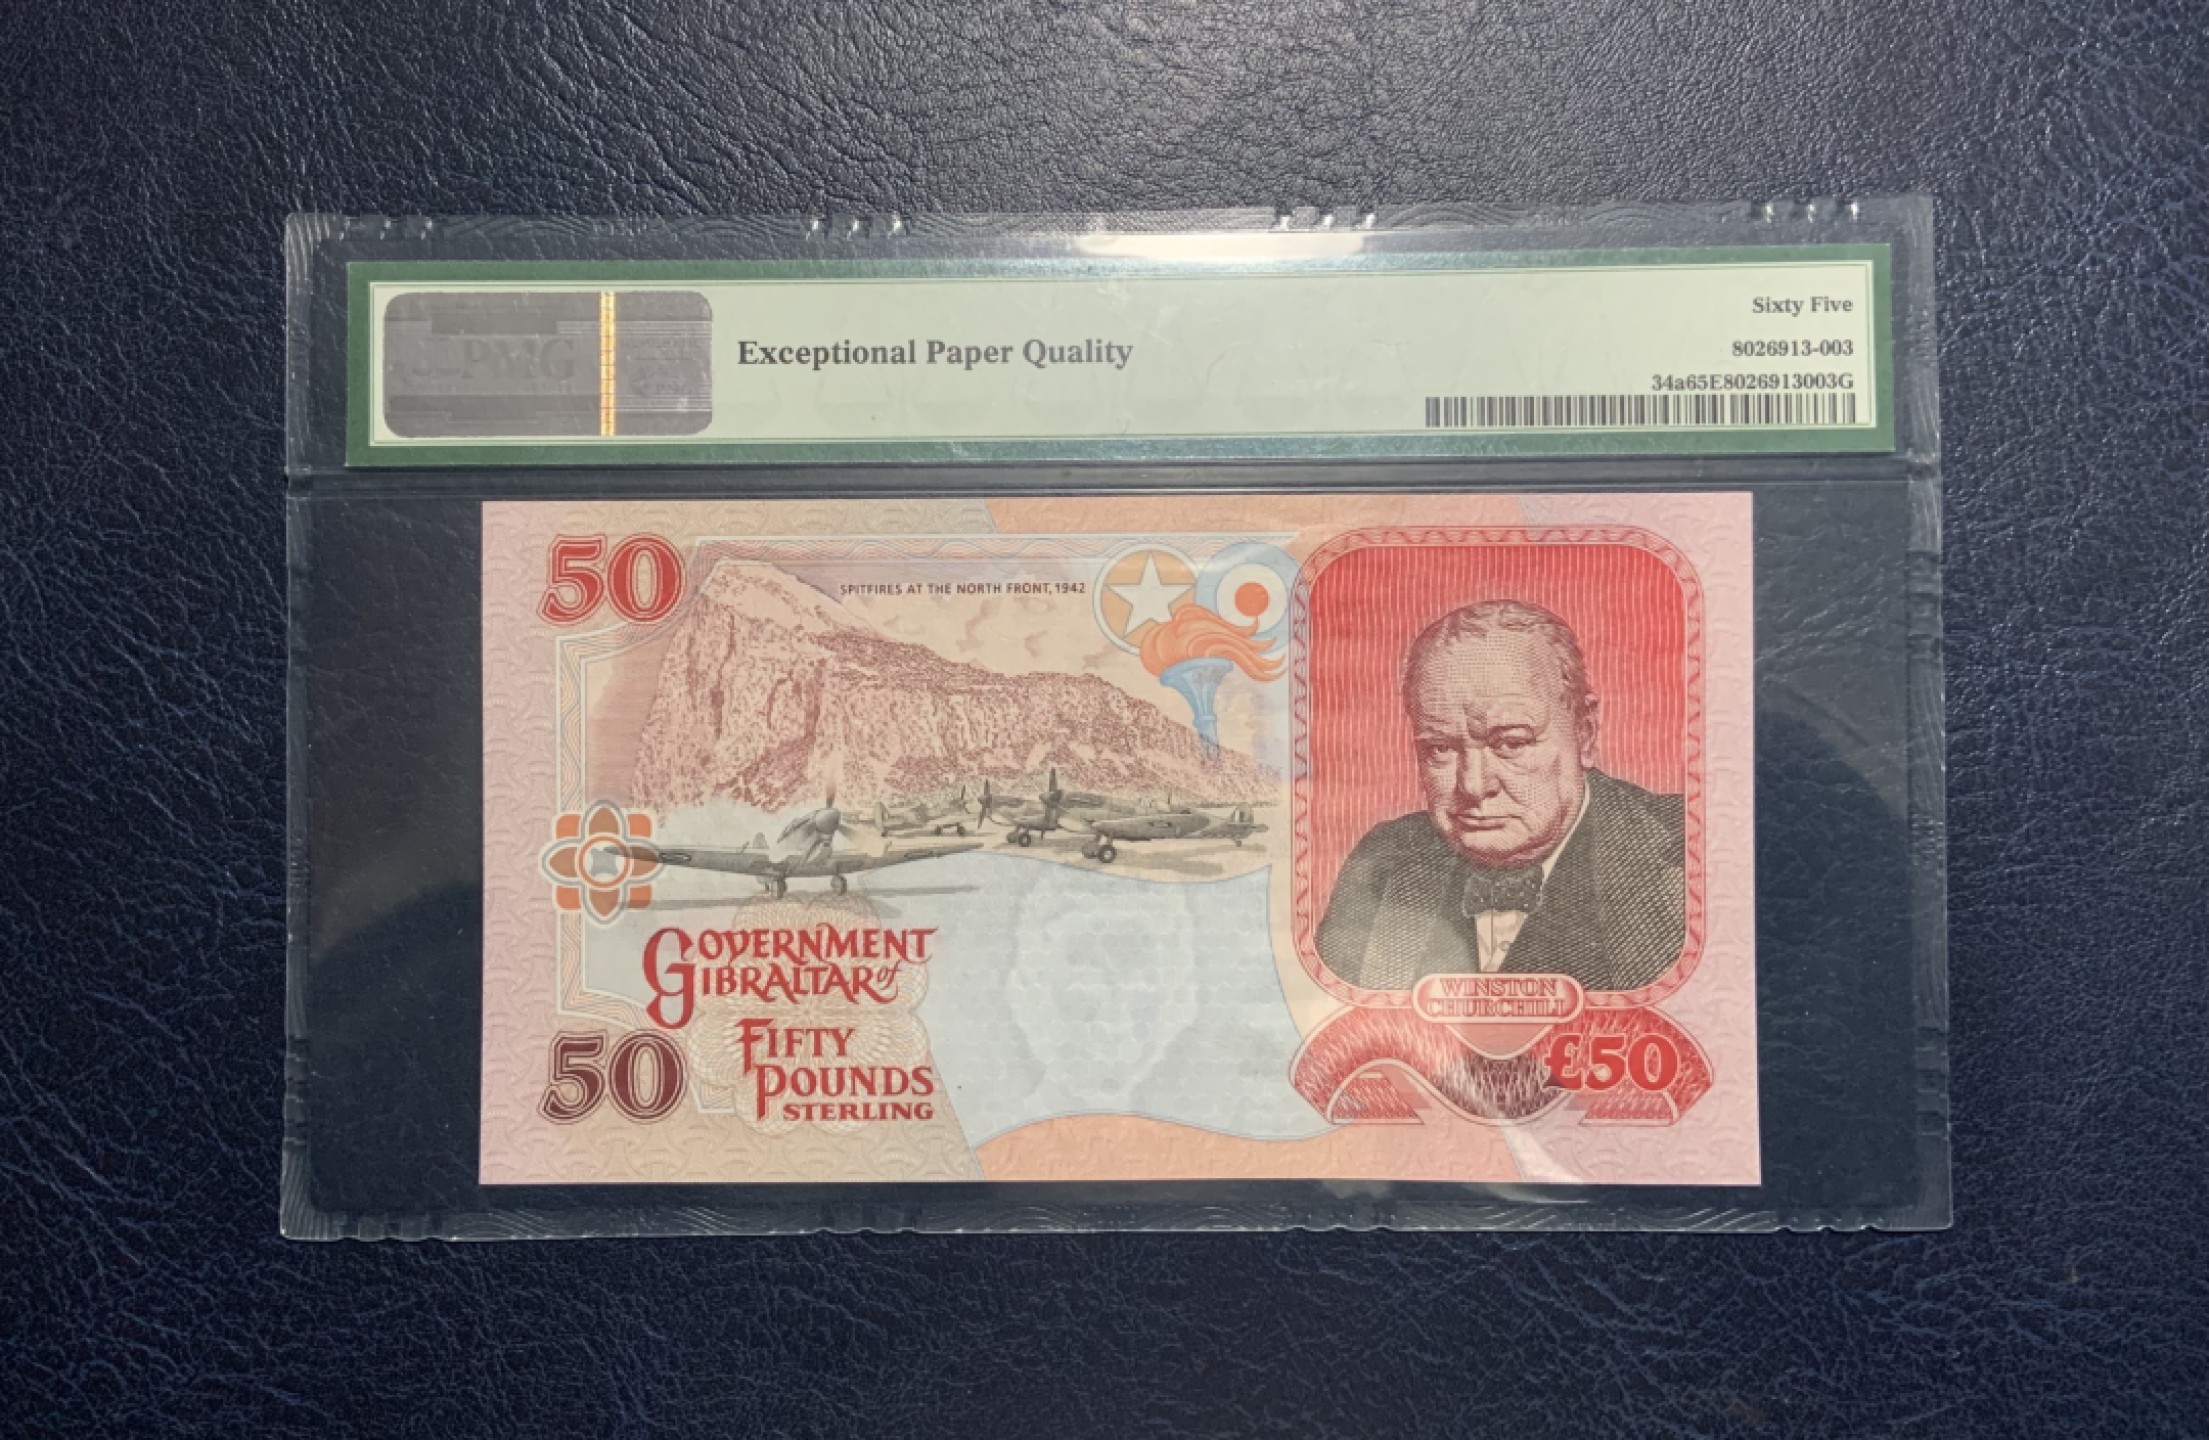 PMG
Exceptional Paper Quality
Sixty Five
8026913-003
34a65E8026913003G
50
SPITFIRES AT THE NORTH FRONT, 1942
GOVERNMENT
of GIBRALTAR
50
FIFTY
POUNDS
STERLING
WINSTON
CHURCHILL
£50